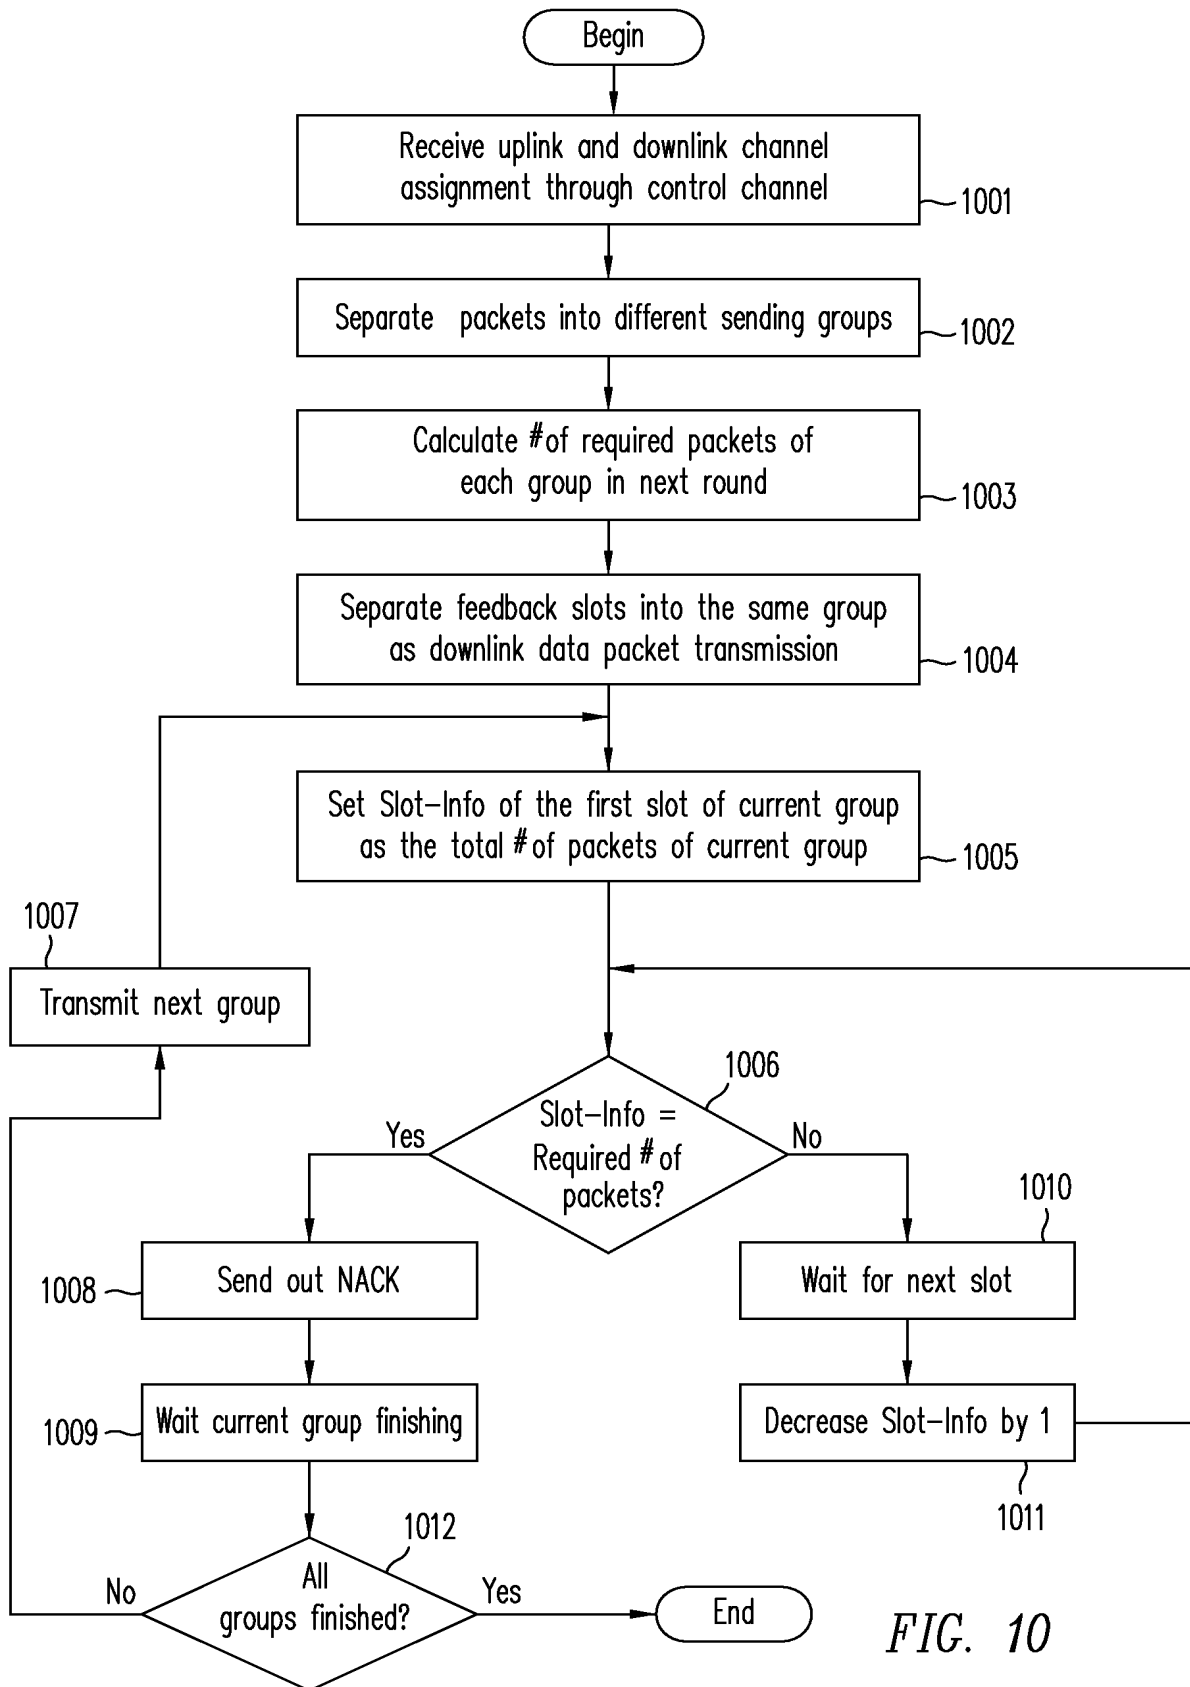 Begin
Receive uplink and downlink channel
assignment through control channel
1001
Separate packets into different sending groups
1002
Calculate # of required packets of
each group in next round
1003
Separate feedback slots into the same group
as downlink data packet transmission
1004
Set Slot-Info of the first slot of current group
as the total # of packets of current group
1005
1007
Transmit next group
1006
Slot-Info =
Required # of
packets?
Yes
No
1010
Send out NACK
1008
Wait for next slot
Wait current group finishing
1009
Decrease Slot-Info by 1
1011
1012
All
groups finished?
No
Yes
End
FIG. 10